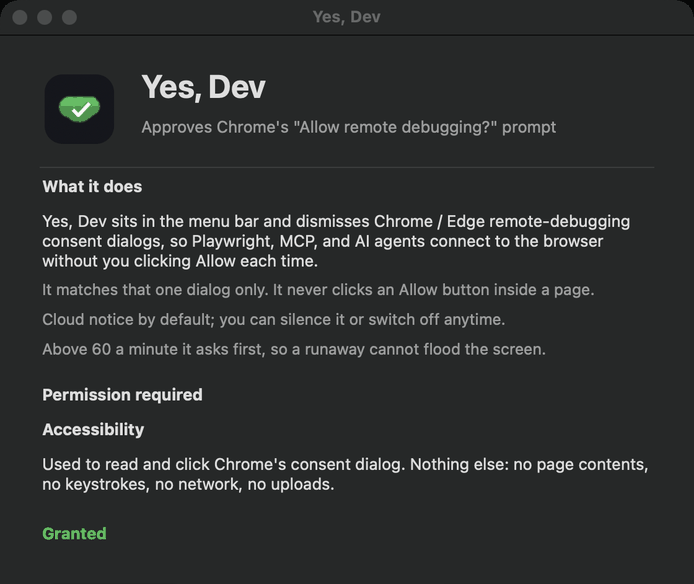 Yes, Dev
Yes, Dev
Approves Chrome's "Allow remote debugging?" prompt
What it does
Yes, Dev sits in the menu bar and dismisses Chrome / Edge remote-debugging
consent dialogs, so Playwright, MCP, and AI agents connect to the browser
without you clicking Allow each time.
It matches that one dialog only. It never clicks an Allow button inside a page.
Cloud notice by default; you can silence it or switch off anytime.
Above 60 a minute it asks first, so a runaway cannot flood the screen.
Permission required
Accessibility
Used to read and click Chrome's consent dialog. Nothing else: no page contents,
no keystrokes, no network, no uploads.
Granted